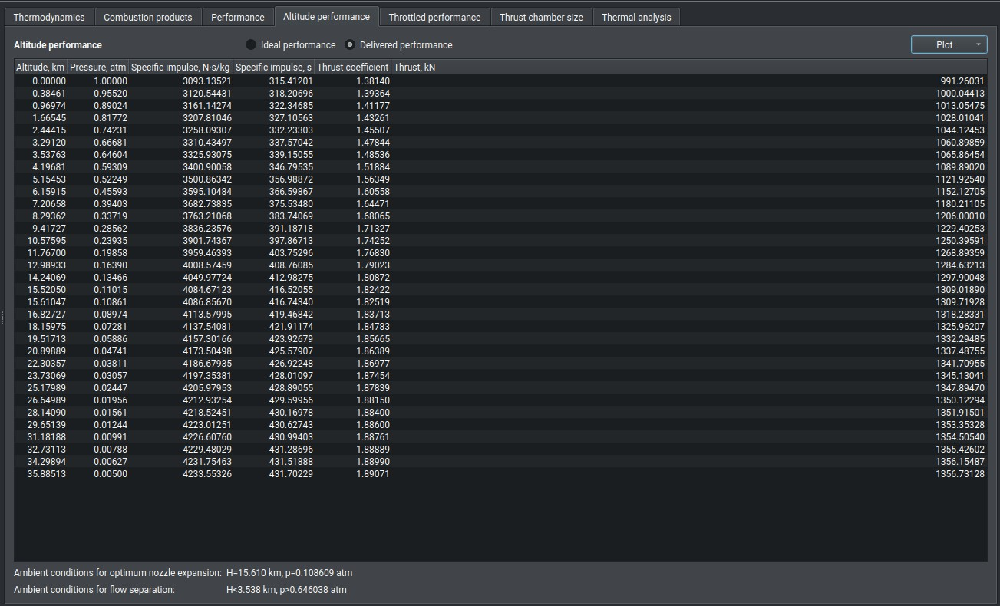 Thermodynamics Combustion products Performance Altitude performance Throttled performance Thrust chamber size Thermal analysis
Altitude performance Ideal performance Delivered performance Plot
Altitude, km Pressure, atm Specific impulse, N·s/kg Specific impulse, s Thrust coefficient Thrust, kN
0.00000 1.00000 3093.13521 315.41201 1.38140 991.26031
0.38461 0.95520 3120.54431 318.20696 1.39364 1000.04413
0.96974 0.89024 3161.14274 322.34685 1.41177 1013.05475
1.66545 0.81772 3207.81046 327.10563 1.43261 1028.01041
2.44415 0.74231 3258.09307 332.23303 1.45507 1044.12453
3.29120 0.66681 3310.43497 337.57042 1.47844 1060.89859
3.53763 0.64604 3325.93075 339.15055 1.48536 1065.86454
4.19681 0.59309 3400.90058 346.79535 1.51884 1089.89020
5.15453 0.52249 3500.86342 356.98872 1.56349 1121.92540
6.15915 0.45593 3595.10484 366.59867 1.60558 1152.12705
7.20658 0.39403 3682.73835 375.53480 1.64471 1180.21105
8.29362 0.33719 3763.21068 383.74069 1.68065 1206.00010
9.41727 0.28562 3836.23576 391.18718 1.71327 1229.40253
10.57595 0.23935 3901.74367 397.86713 1.74252 1250.39591
11.76700 0.19858 3959.46393 403.75296 1.76830 1268.89359
12.98933 0.16390 4008.57459 408.76085 1.79023 1284.63213
14.24069 0.13466 4049.97724 412.98275 1.80872 1297.90048
15.52050 0.11015 4084.67123 416.52055 1.82422 1309.01890
15.61047 0.10861 4086.85670 416.74340 1.82519 1309.71928
16.82727 0.08974 4113.57995 419.46842 1.83713 1318.28331
18.15975 0.07281 4137.54081 421.91174 1.84783 1325.96207
19.51713 0.05886 4157.30166 423.92679 1.85665 1332.29485
20.89889 0.04741 4173.50498 425.57907 1.86389 1337.48755
22.30357 0.03811 4186.67935 426.92248 1.86977 1341.70955
23.73069 0.03057 4197.35381 428.01097 1.87454 1345.13041
25.17989 0.02447 4205.97953 428.89055 1.87839 1347.89470
26.64989 0.01956 4212.93254 429.59956 1.88150 1350.12294
28.14090 0.01561 4218.52451 430.16978 1.88400 1351.91501
29.65139 0.01244 4223.01251 430.62743 1.88600 1353.35328
31.18188 0.00991 4226.60760 430.99403 1.88761 1354.50540
32.73113 0.00788 4229.48029 431.28696 1.88889 1355.42602
34.29894 0.00627 4231.75463 431.51888 1.88990 1356.15487
35.88513 0.00500 4233.55326 431.70229 1.89071 1356.73128
Ambient conditions for optimum nozzle expansion: H=15.610 km, p=0.108609 atm
Ambient conditions for flow separation: H<3.538 km, p>0.646038 atm